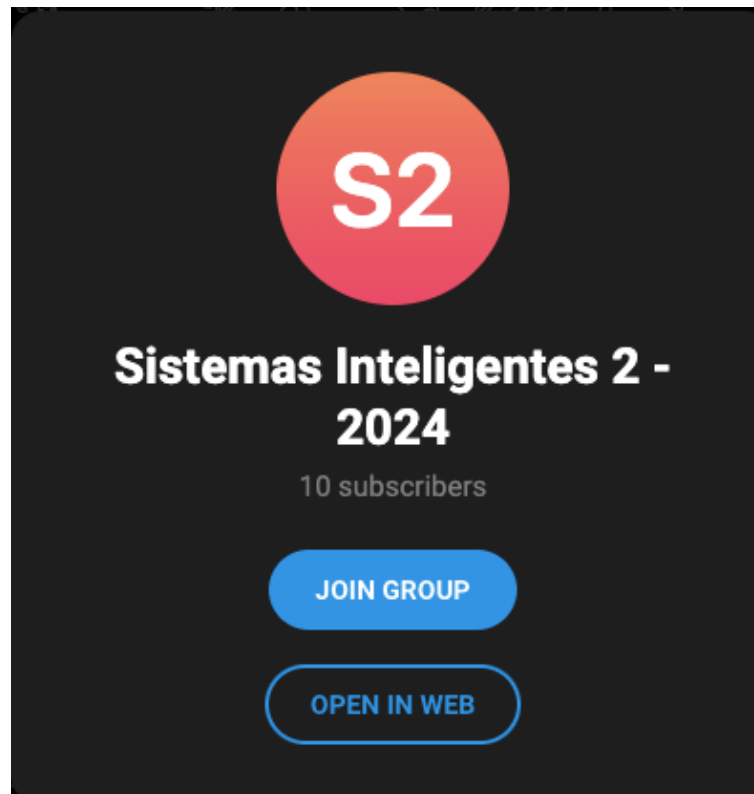 S2
Sistemas Inteligentes 2 -
2024
10 subscribers
JOIN GROUP
OPEN IN WEB